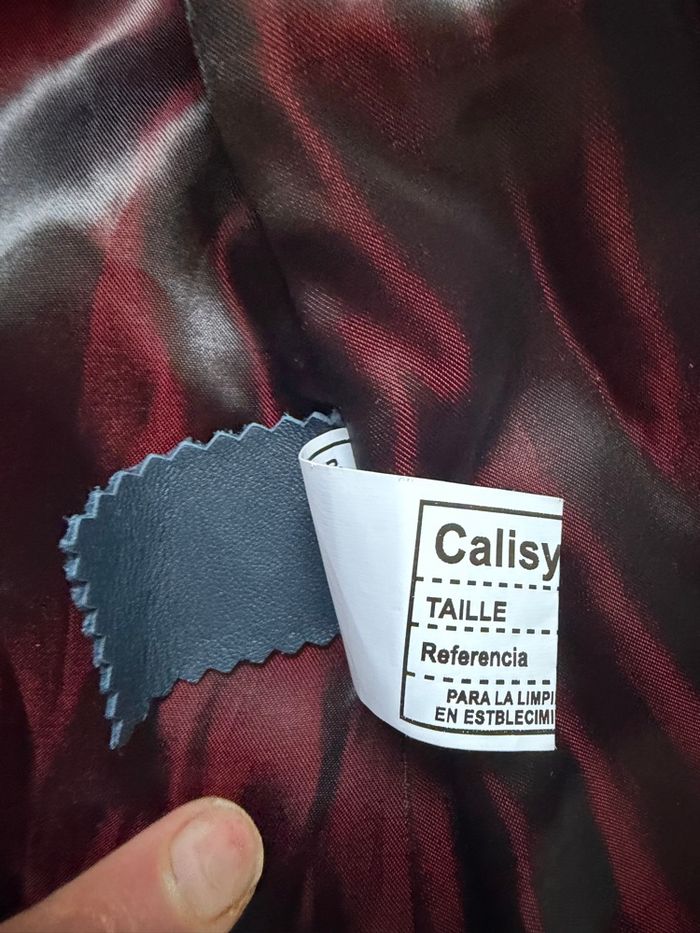 Calisy
TAILLE
Referencia
PARA LA LIMPI
EN ESTBLECIMI